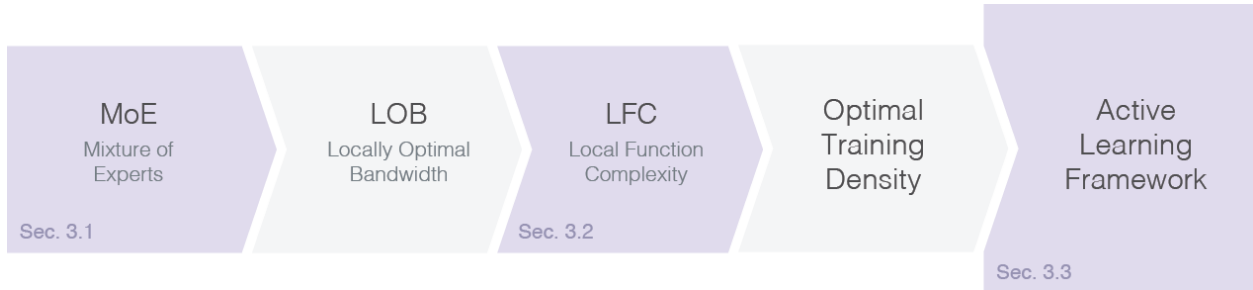 MoE
Mixture of
Experts
Sec. 3.1
LOB
Locally Optimal
Bandwidth
LFC
Local Function
Complexity
Sec. 3.2
Optimal
Training
Density
Active
Learning
Framework
Sec. 3.3